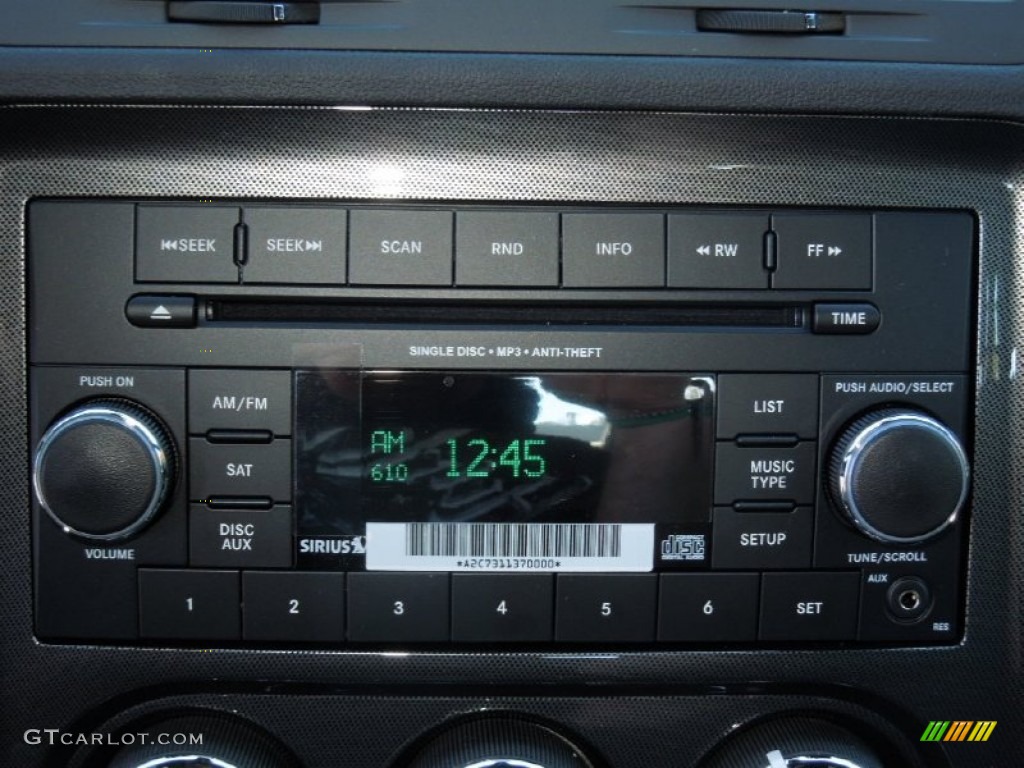 ⏮SEEK SEEK⏭ SCAN RND INFO ◀◀RW FF▶▶
TIME
SINGLE DISC • MP3 • ANTI-THEFT
PUSH ON
PUSH AUDIO/SELECT
AM/FM
LIST
AM
610
12:45
SAT
MUSIC
TYPE
DISC
AUX
SETUP
SIRIUS
*A2C7311370000*
disc
DIGITAL AUDIO
VOLUME
TUNE/SCROLL
AUX
1 2 3 4 5 6 SET
RES
GTCARLOT.COM